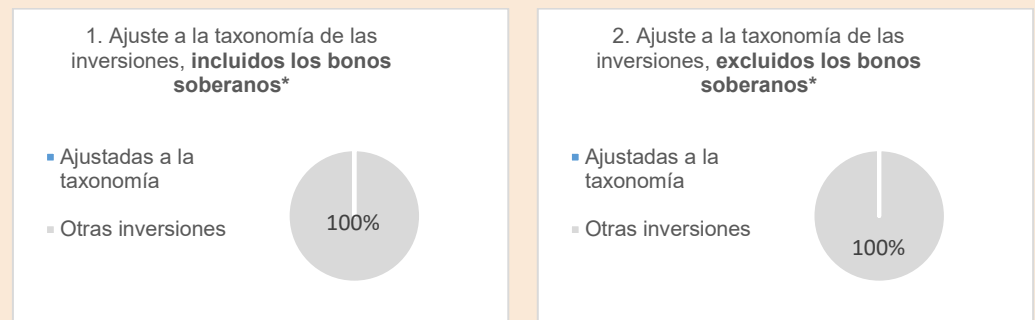 1. Ajuste a la taxonomía de las
inversiones, incluidos los bonos
soberanos*
Ajustadas a la
taxonomía
Otras inversiones
100%
2. Ajuste a la taxonomía de las
inversiones, excluidos los bonos
soberanos*
Ajustadas a la
taxonomía
Otras inversiones
100%